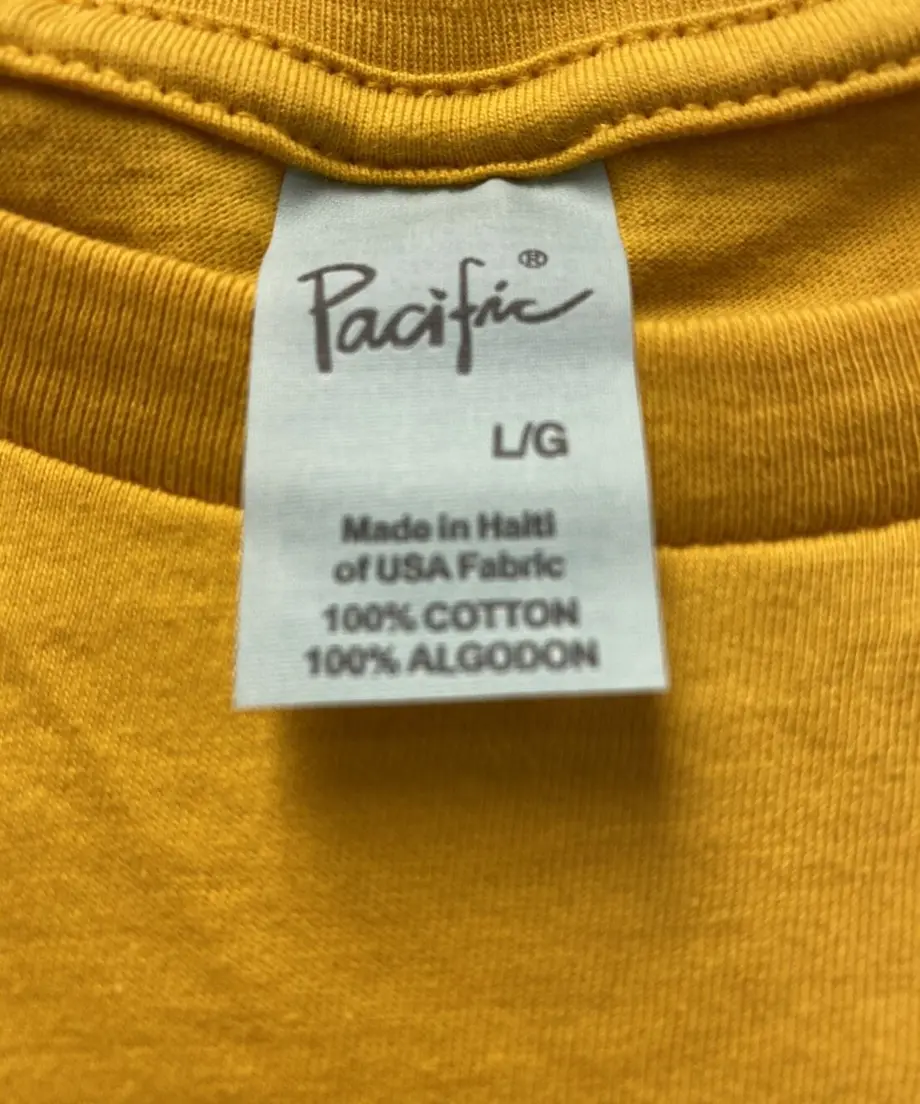 Pacific®
L/G
Made in Haiti
of USA Fabric
100% COTTON
100% ALGODON